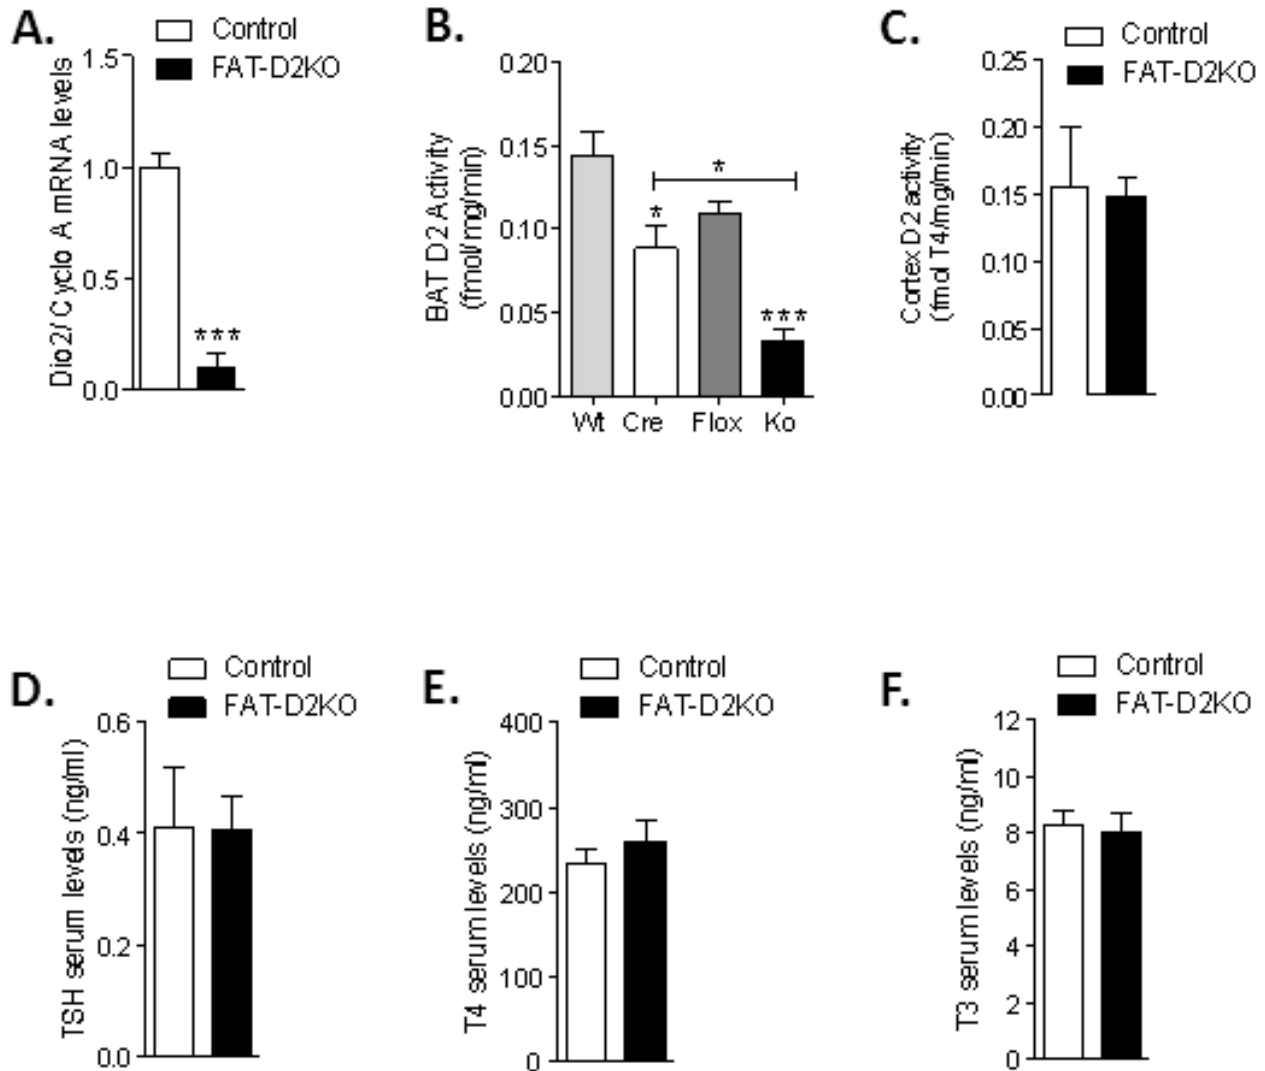 A.
Control
FAT-D2KO
Dio2/ Cyclo A mRNA levels
1.5
1.0
0.5
0.0
***
B.
BAT D2 Activity
(fmol/mg/min)
0.20
0.15
0.10
0.05
0.00
*
*
***
Wt Cre Flox Ko
C.
Control
FAT-D2KO
Cortex D2 activity
(fmol T4/mg/min)
0.25
0.20
0.15
0.10
0.05
0.00
D.
Control
FAT-D2KO
TSH serum levels (ng/ml)
0.6
0.4
0.2
0.0
E.
Control
FAT-D2KO
T4 serum levels (ng/ml)
400
300
200
100
0
F.
Control
FAT-D2KO
T3 serum levels (ng/ml)
12
10
8
6
4
2
0